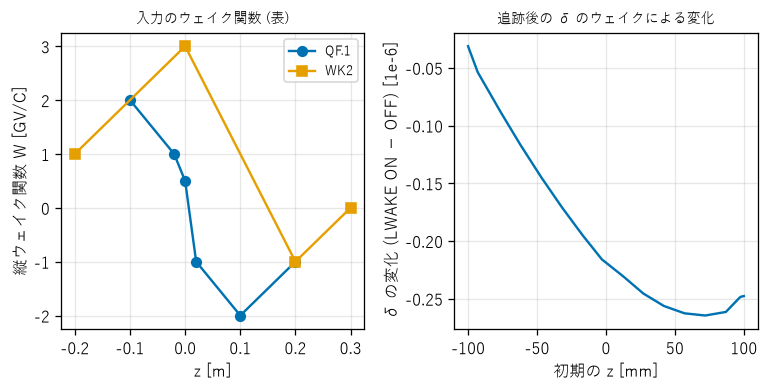 入力のウェイク関数 (表)
縦ウェイク関数 W [GV/C]
3
2
1
0
-1
-2
QF.1
WK2
-0.2
-0.1
0.0
0.1
0.2
0.3
z [m]
追跡後の δ のウェイクによる変化
δ の変化 (LWAKE ON − OFF) [1e-6]
-0.05
-0.10
-0.15
-0.20
-0.25
-100
-50
0
50
100
初期の z [mm]